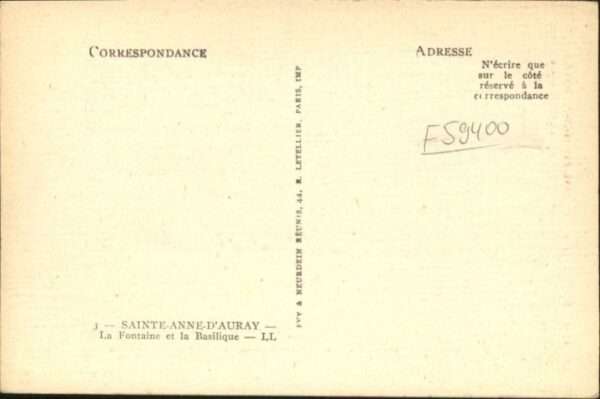 CORRESPONDANCE
ADRESSE
N'écrire que
sur le côté
réservé à la
correspondance
F59400
& NEURDEIN RÉUNIS, 44, R. LETELLIER, PARIS, IMP
3 — SAINTE-ANNE-D'AURAY —
La Fontaine et la Basilique — LL